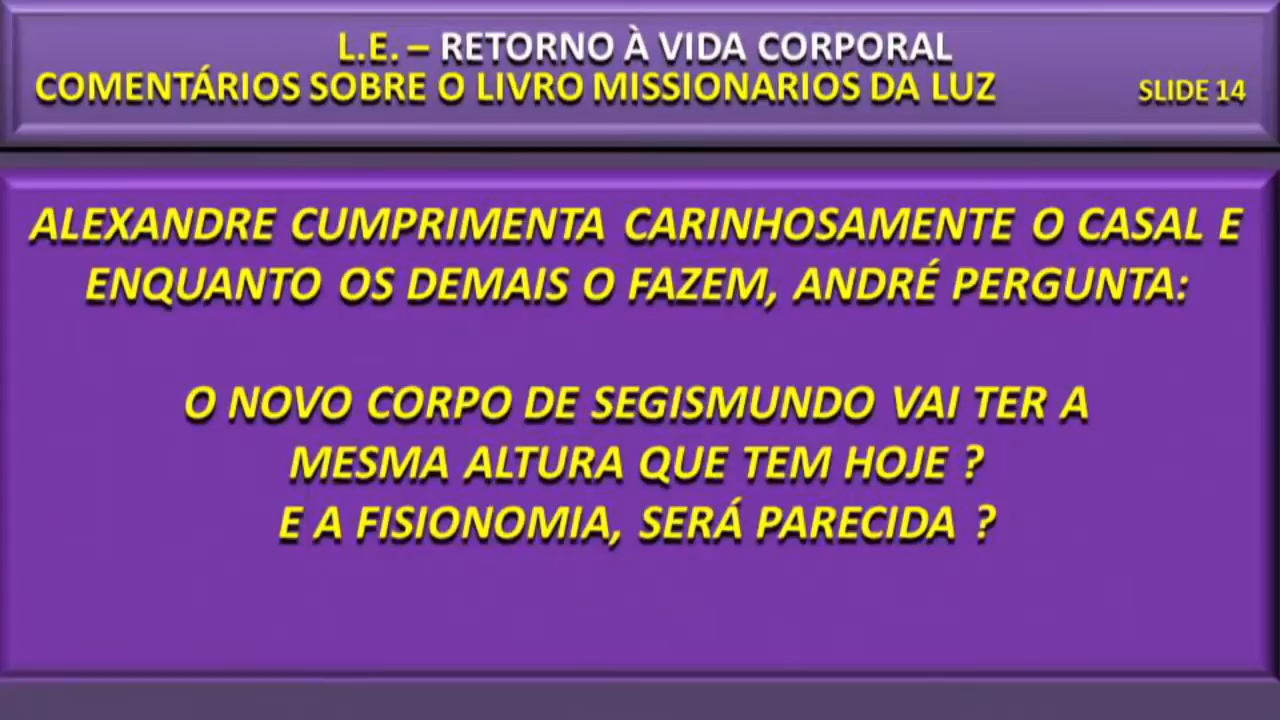 L.E. – RETORNO À VIDA CORPORAL
COMENTÁRIOS SOBRE O LIVRO MISSIONARIOS DA LUZ SLIDE 14
ALEXANDRE CUMPRIMENTA CARINHOSAMENTE O CASAL E
ENQUANTO OS DEMAIS O FAZEM, ANDRÉ PERGUNTA:
O NOVO CORPO DE SEGISMUNDO VAI TER A
MESMA ALTURA QUE TEM HOJE ?
E A FISIONOMIA, SERÁ PARECIDA ?